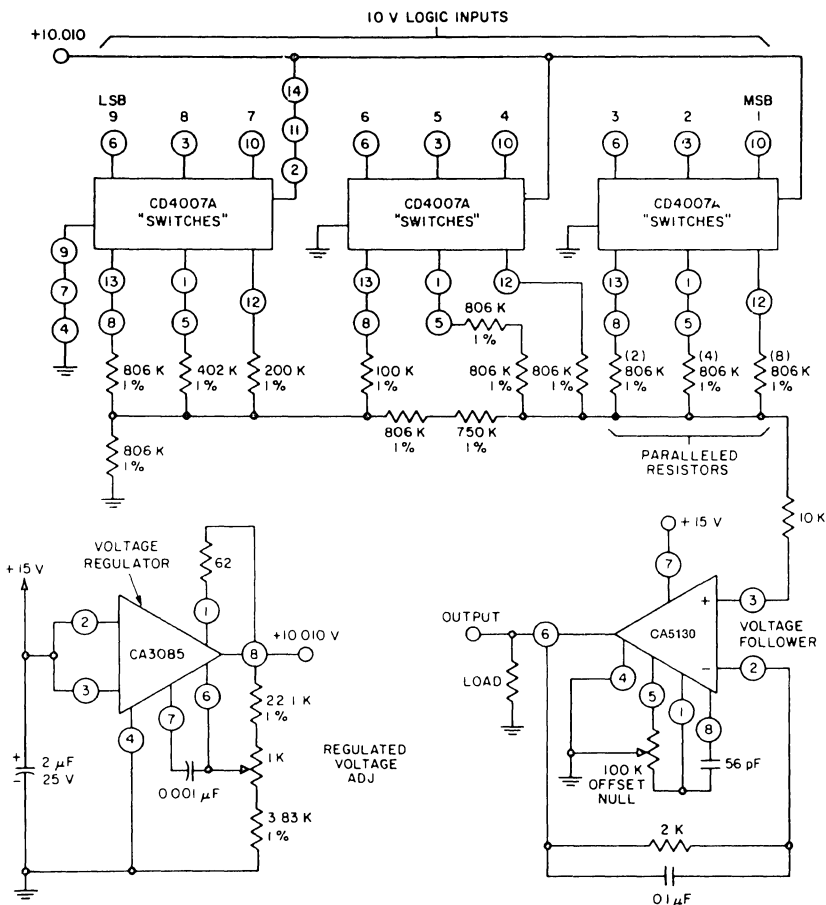 10 V LOGIC INPUTS
+10.010
14
11
2
LSB
9 8 7
6 3 10
6 5 4
6 3 10
3 2
MSB
1
6 3 10
CD4007A
"SWITCHES"
CD4007A
"SWITCHES"
CD4007A
"SWITCHES"
9
7
4
13 1 12
8 5
13 1 12
8 5
13 1 12
8 5
806 K
1%
402 K
1%
200 K
1%
100 K
1%
806 K
1%
806 K
1%
806 K
1%
(2)
806 K
1%
(4)
806 K
1%
(8)
806 K
1%
806 K
1%
750 K
1%
806 K
1%
PARALLELED
RESISTORS
10 K
VOLTAGE
REGULATOR
+15 V
62
1
2
3
CA3085
8
+10.010 V
6
7
4
22 1 K
1%
1K
REGULATED
VOLTAGE
ADJ
0.001 µF
3 83 K
1%
2 µF
25 V
+
-
+15 V
7
OUTPUT
6
CA5130
+
-
3
VOLTAGE
FOLLOWER
2
LOAD
4
5
1
8
100 K
OFFSET
NULL
56 pF
2 K
01 µF